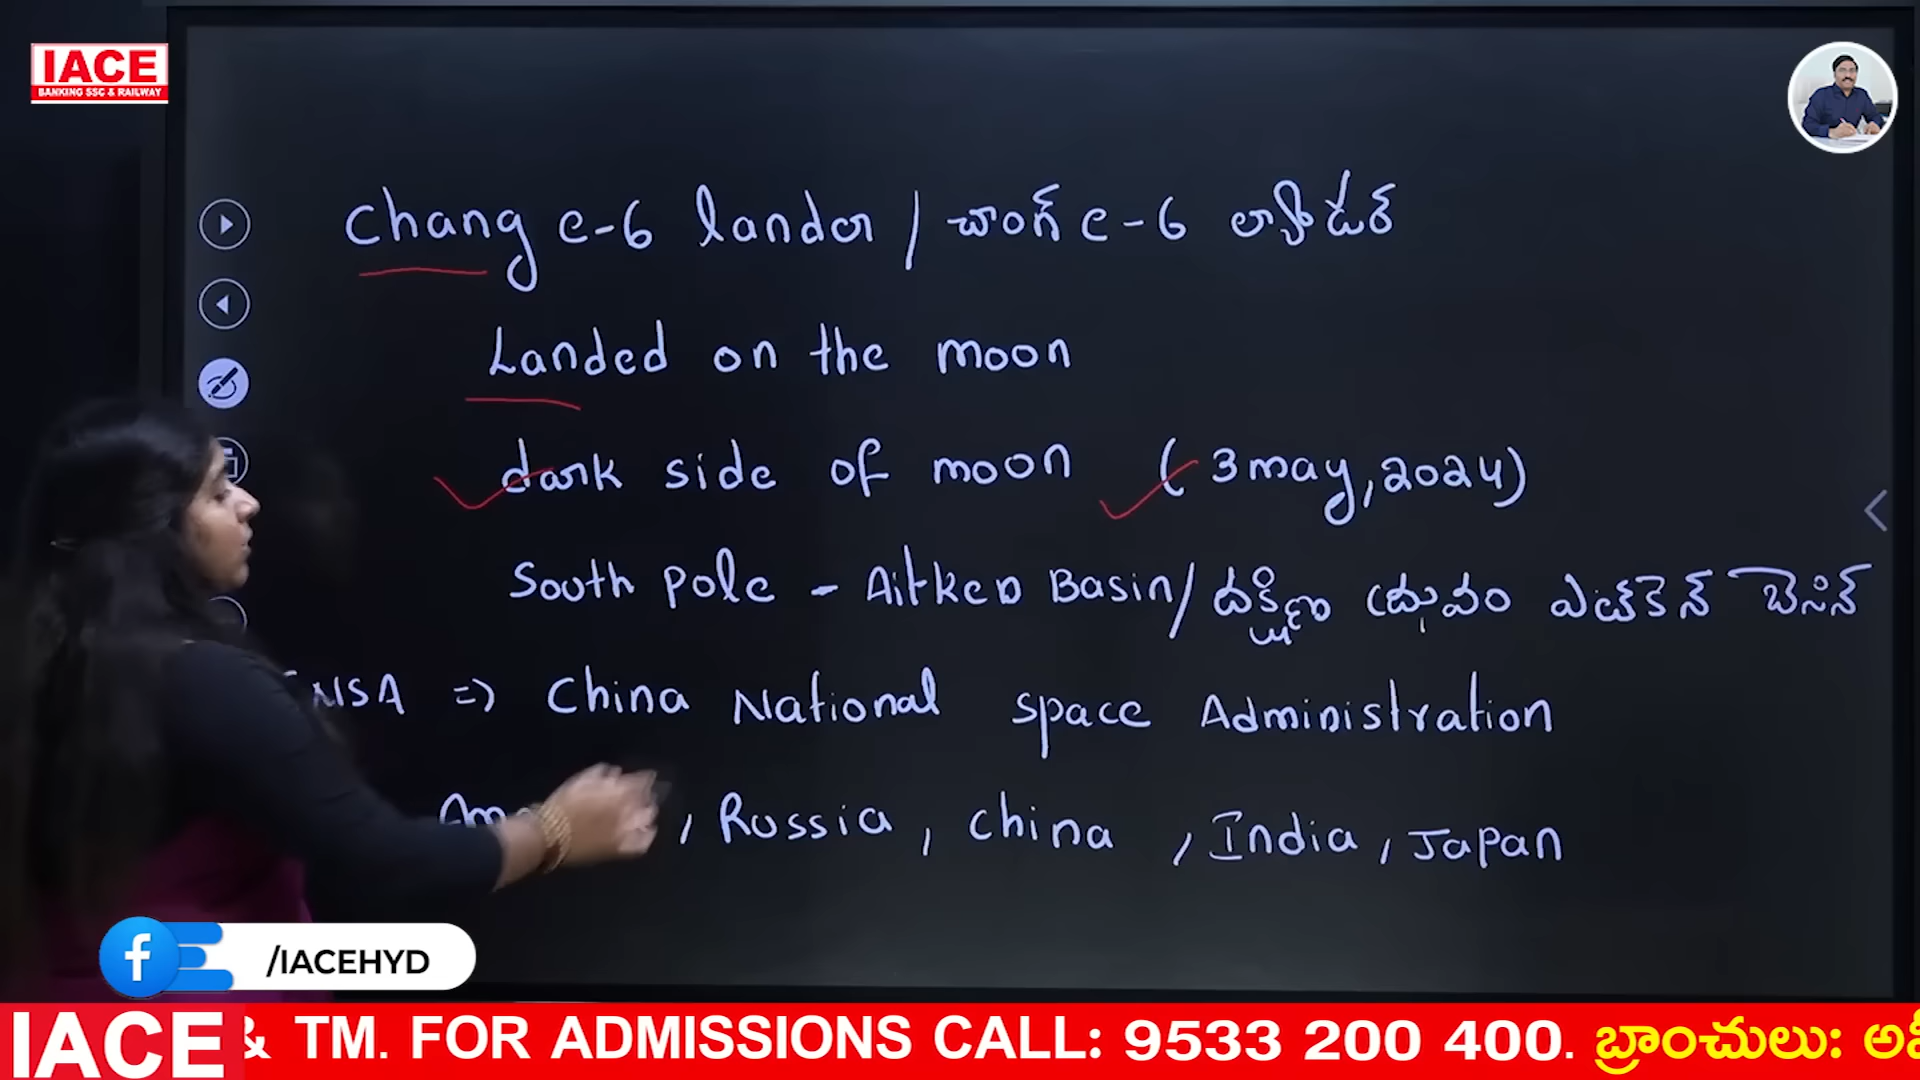 IACE
BANKING SSC & RAILWAY
Chang e-6 lander / చాంగ్ e-6 ల్యాండర్
Landed on the moon
dark side of moon (3 may, 2024)
South Pole - Aitken Basin / దక్షిణ ధ్రువం ఎయిట్కెన్ బెసిన్
NSA => China National space Administration
, Russia, China, India, Japan
/IACEHYD
IACE & TM. FOR ADMISSIONS CALL: 9533 200 400. బ్రాంచులు: